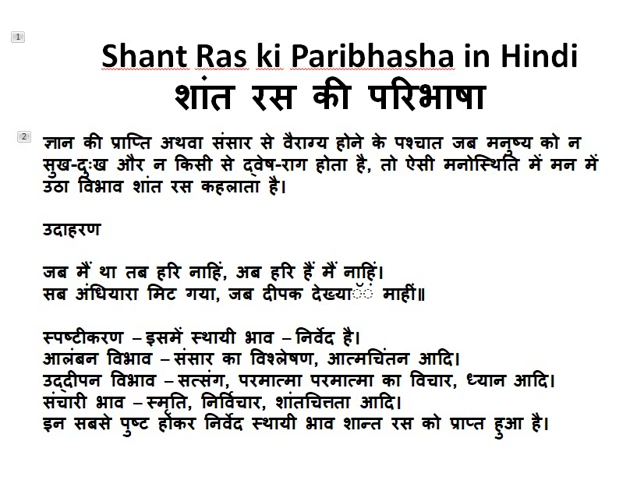 1
Shant Ras ki Paribhasha in Hindi
शांत रस की परिभाषा
2
ज्ञान की प्राप्ति अथवा संसार से वैराग्य होने के पश्चात जब मनुष्य को न
सुख-दुःख और न किसी से द्वेष-राग होता है, तो ऐसी मनोस्थिति में मन में
उठा विभाव शांत रस कहलाता है।
उदाहरण
जब मैं था तब हरि नाहिं, अब हरि हैं मैं नाहिं।
सब अंधियारा मिट गया, जब दीपक देख्याॅं माहीं॥
स्पष्टीकरण – इसमें स्थायी भाव – निर्वेद है।
आलंबन विभाव – संसार का विश्लेषण, आत्मचिंतन आदि।
उद्दीपन विभाव – सत्संग, परमात्मा परमात्मा का विचार, ध्यान आदि।
संचारी भाव – स्मृति, निर्विचार, शांतचित्तता आदि।
इन सबसे पुष्ट होकर निर्वेद स्थायी भाव शान्त रस को प्राप्त हुआ है।